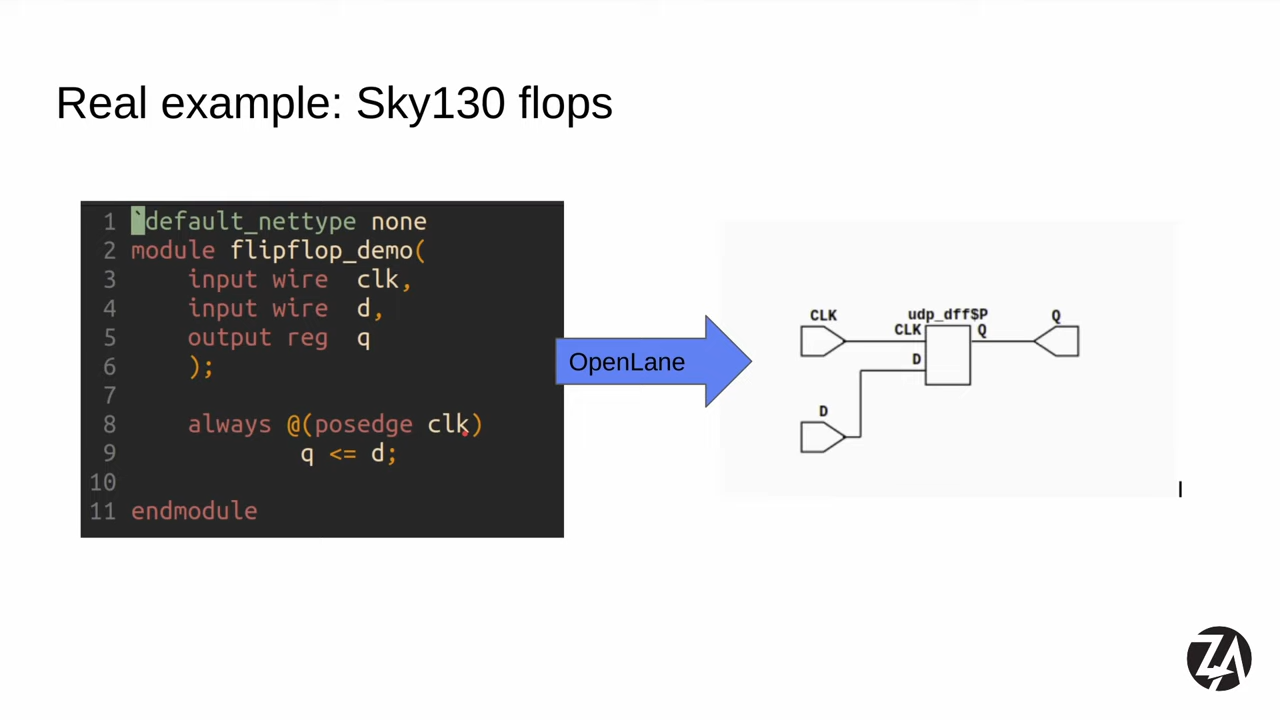 Real example: Sky130 flops
1 `default_nettype none
2 module flipflop_demo(
3 input wire clk,
4 input wire d,
5 output reg q
6 );
7
8 always @(posedge clk)
9 q <= d;
10
11 endmodule
OpenLane
CLK
udp_dff$P
Q
CLK
Q
D
D
ZA